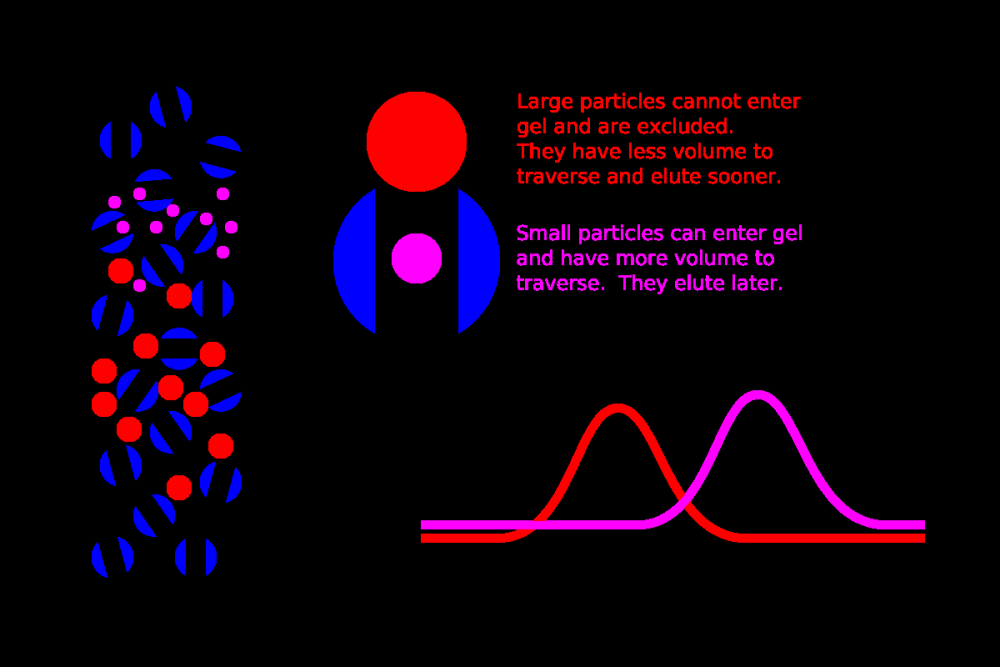 Large particles cannot enter
gel and are excluded.
They have less volume to
traverse and elute sooner.
Small particles can enter gel
and have more volume to
traverse.  They elute later.